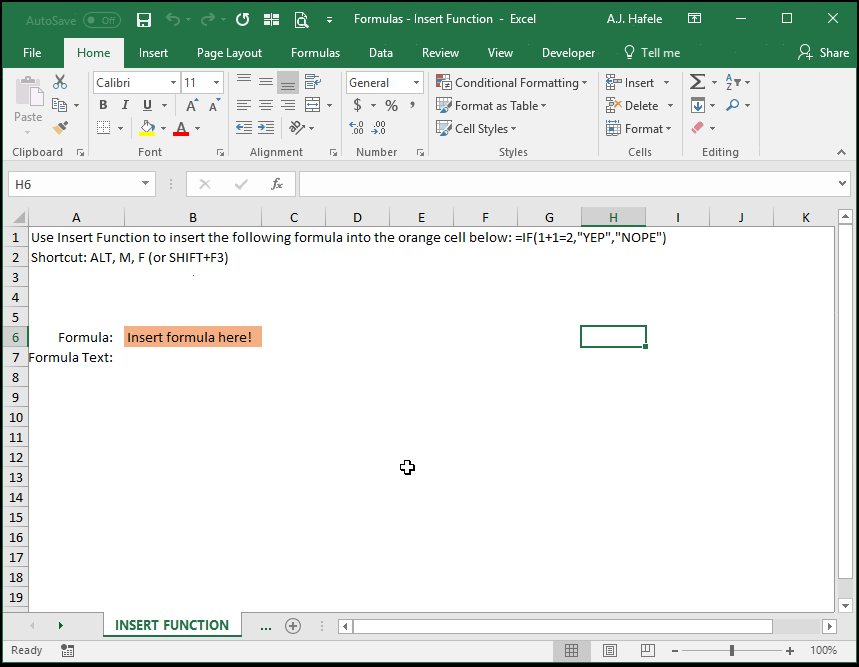 AutoSave Off Formulas - Insert Function - Excel A.J. Hafele
File Home Insert Page Layout Formulas Data Review View Developer Tell me Share
Calibri 11 General Conditional Formatting Insert
Paste B I U A A $ % , Format as Table Delete
A Cell Styles Format
Clipboard Font Alignment Number Styles Cells Editing
H6 fx
A B C D E F G H I J K
1 Use Insert Function to insert the following formula into the orange cell below: =IF(1+1=2,"YEP","NOPE")
2 Shortcut: ALT, M, F (or SHIFT+F3)
3
4
5
6 Formula: Insert formula here!
7 Formula Text:
8
9
10
11
12
13
14
15
16
17
18
19
INSERT FUNCTION ...
Ready 100%